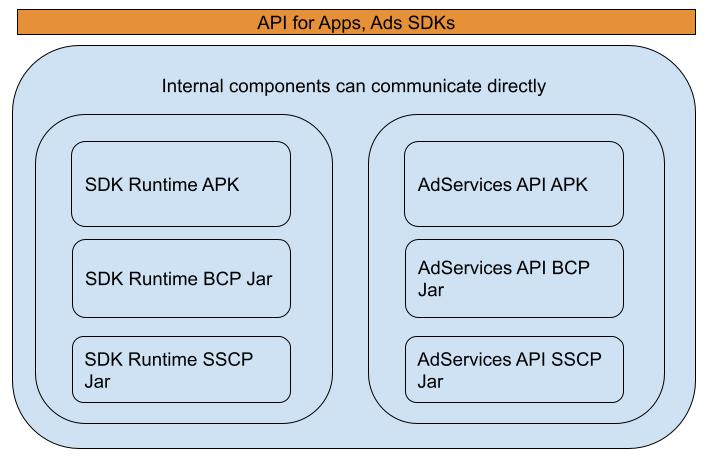 API for Apps, Ads SDKs
Internal components can communicate directly
SDK Runtime APK
SDK Runtime BCP Jar
SDK Runtime SSCP
Jar
AdServices API APK
AdServices API BCP
Jar
AdServices API SSCP
Jar